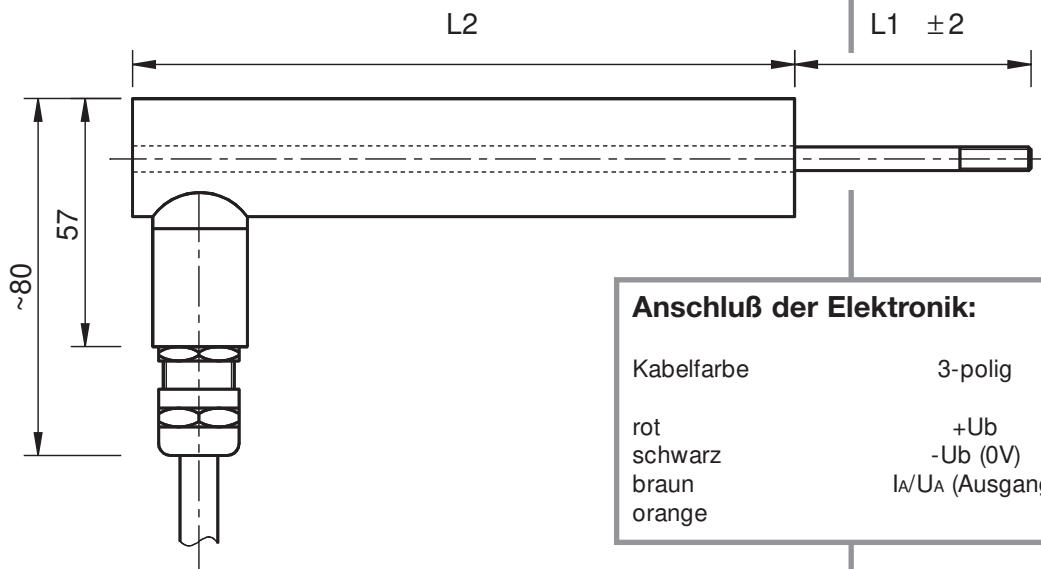 L2
L1 ±2
57
~80
Anschluß der Elektronik:
Kabelfarbe 3-polig
rot +Ub
schwarz -Ub (0V)
braun IA/UA (Ausgang
orange